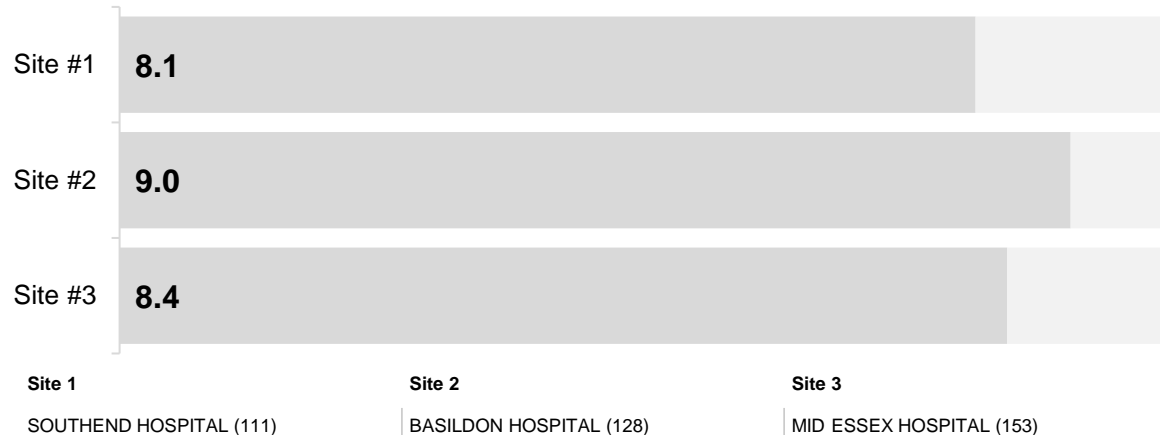 Site #1 8.1
Site #2 9.0
Site #3 8.4
Site 1 Site 2 Site 3
SOUTHEND HOSPITAL (111) BASILDON HOSPITAL (128) MID ESSEX HOSPITAL (153)